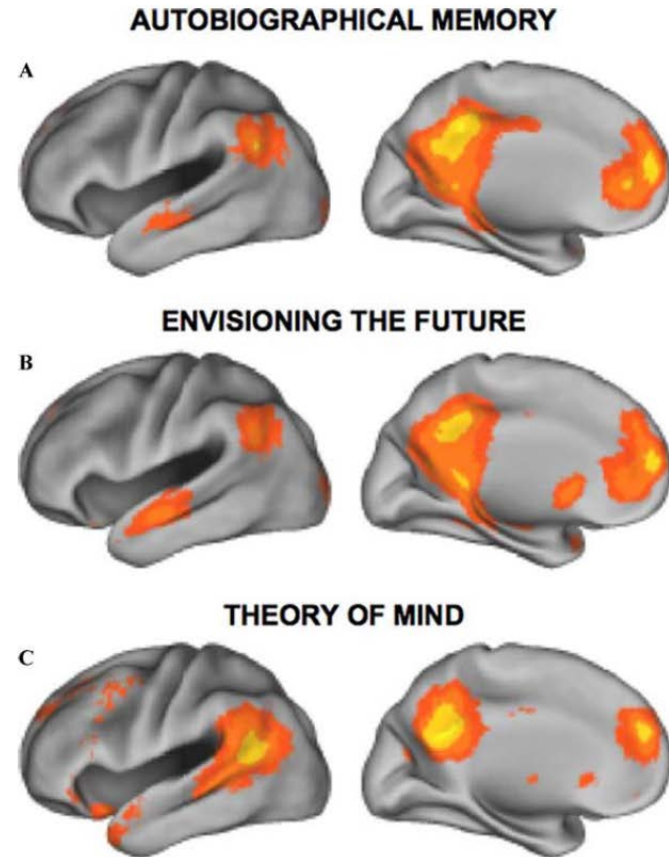 AUTOBIOGRAPHICAL MEMORY
A
ENVISIONING THE FUTURE
B
THEORY OF MIND
C